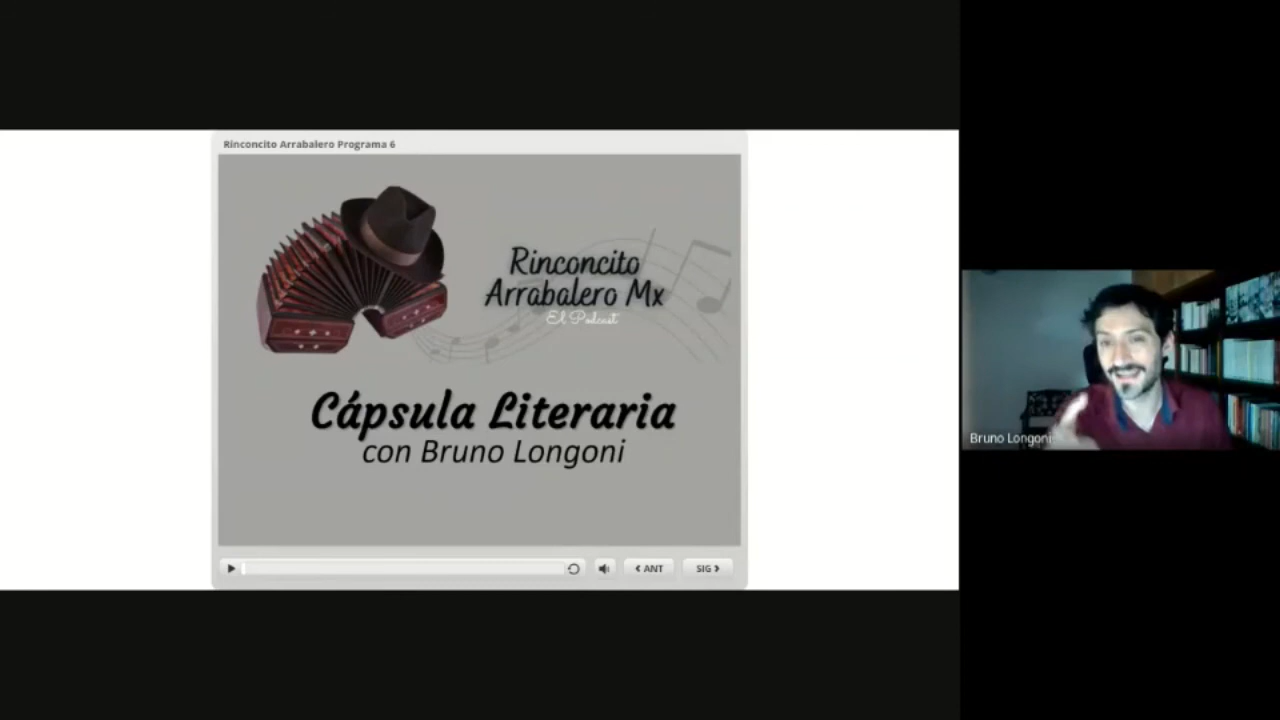 Rinconcito Arrabalero Programa 6
Rinconcito
Arrabalero Mx
El Podcast
Cápsula Literaria
con Bruno Longoni
ANT
SIG
Bruno Longoni